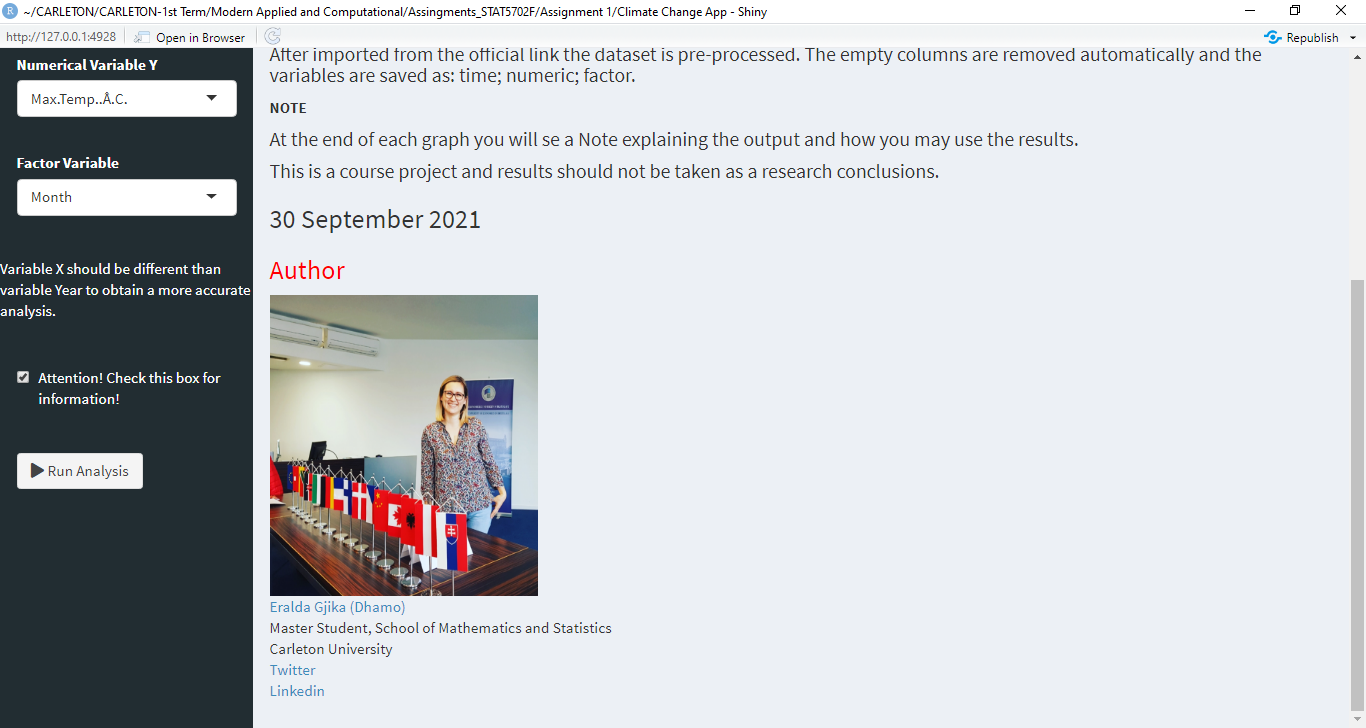 ~/CARLETON/CARLETON-1st Term/Modern Applied and Computational/Assingments_STAT5702F/Assignment 1/Climate Change App - Shiny
http://127.0.0.1:4928 Open in Browser Republish
Numerical Variable Y
Max.Temp..Â.C.
Factor Variable
Month
Variable X should be different than
variable Year to obtain a more accurate
analysis.
Attention! Check this box for
information!
Run Analysis
After imported from the official link the dataset is pre-processed. The empty columns are removed automatically and the
variables are saved as: time; numeric; factor.
NOTE
At the end of each graph you will se a Note explaining the output and how you may use the results.
This is a course project and results should not be taken as a research conclusions.
30 September 2021
Author
Eralda Gjika (Dhamo)
Master Student, School of Mathematics and Statistics
Carleton University
Twitter
Linkedin